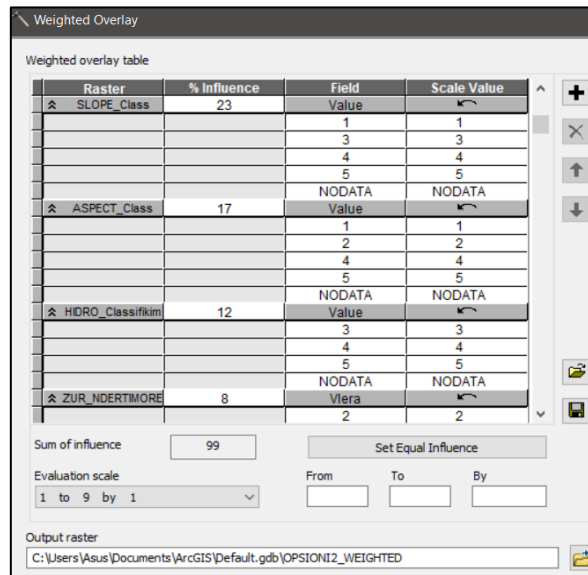 Weighted Overlay
Weighted overlay table
Raster % Influence Field Scale Value
SLOPE_Class 23 Value
1 1
3 3
4 4
5 5
NODATA NODATA
ASPECT_Class 17 Value
1 1
2 2
4 4
5 5
NODATA NODATA
HIDRO_Classifikim 12 Value
3 3
4 4
5 5
NODATA NODATA
ZUR_NDERTIMORE 8 Vlera
2 2
Sum of influence 99 Set Equal Influence
Evaluation scale From To By
1 to 9 by 1
Output raster
C:\Users\Asus\Documents\ArcGIS\Default.gdb\OPSIONI2_WEIGHTED